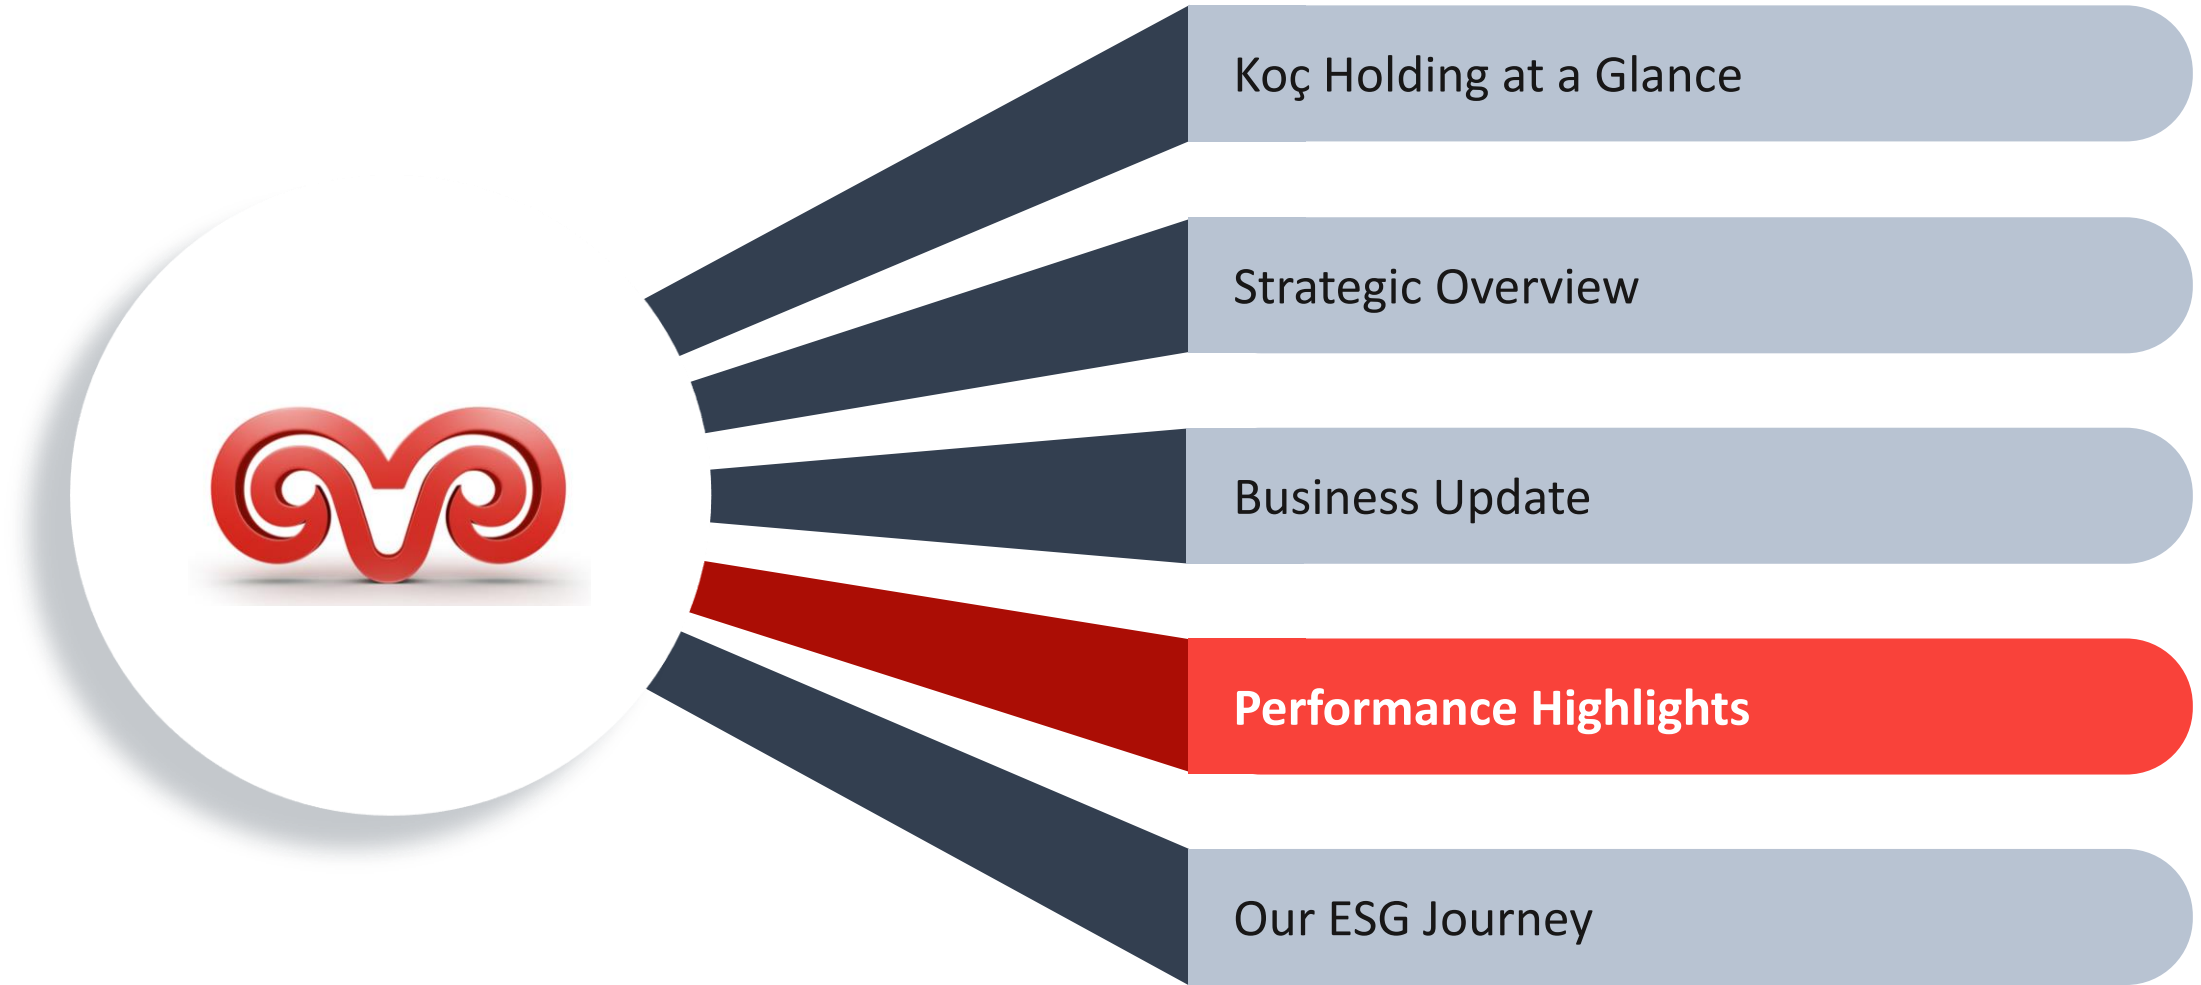 Koç Holding at a Glance
Strategic Overview
Business Update
Performance Highlights
Our ESG Journey